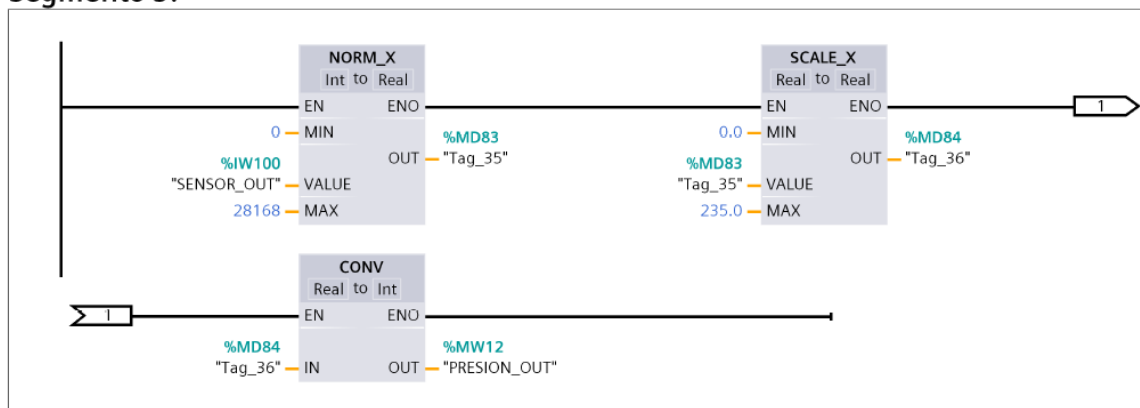 NORM_X
Int to Real
EN ENO
0 MIN
%MD83
OUT "Tag_35"
%IW100
"SENSOR_OUT" VALUE
28168 MAX
SCALE_X
Real to Real
EN ENO
1
0.0 MIN
%MD84
OUT "Tag_36"
%MD83
"Tag_35" VALUE
235.0 MAX
CONV
Real to Int
1
EN ENO
%MD84
"Tag_36" IN
%MW12
OUT "PRESION_OUT"